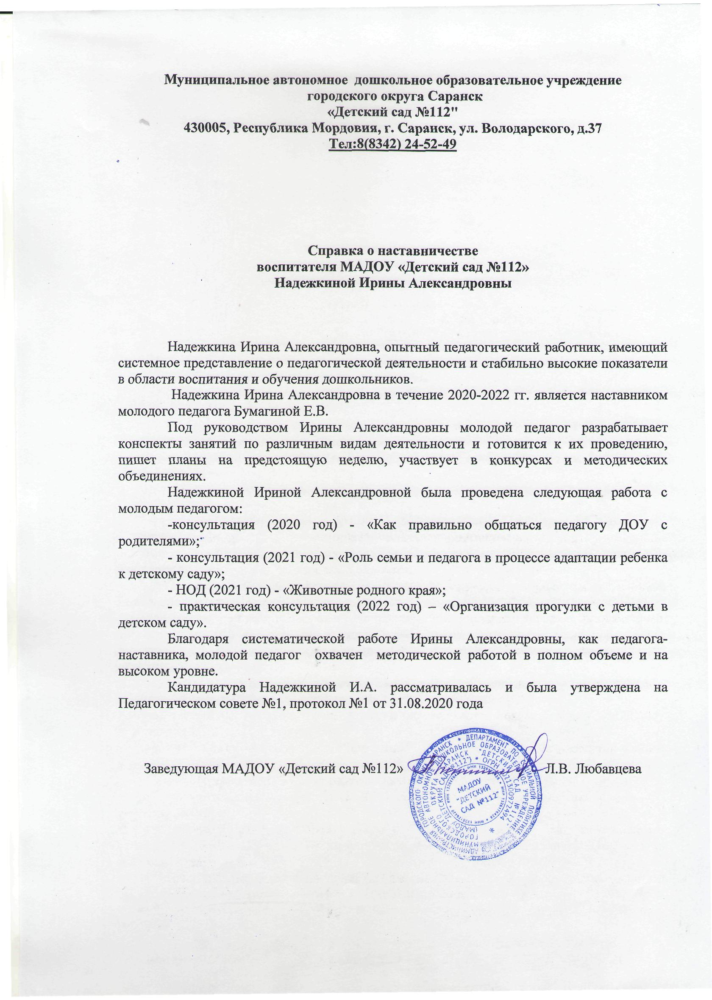 Муниципальное автономное дошкольное образовательное учреждение
городского округа Саранск
«Детский сад №112"
430005, Республика Мордовия, г. Саранск, ул. Володарского, д.37
Тел:8(8342) 24-52-49
Справка о наставничестве
воспитателя МАДОУ «Детский сад №112»
Надежкиной Ирины Александровны
Надежкина Ирина Александровна, опытный педагогический работник, имеющий
системное представление о педагогической деятельности и стабильно высокие показатели
в области воспитания и обучения дошкольников.
Надежкина Ирина Александровна в течение 2020-2022 гг. является наставником
молодого педагога Бумагиной Е.В.
Под руководством Ирины Александровны молодой педагог разрабатывает
конспекты занятий по различным видам деятельности и готовится к их проведению,
пишет планы на предстоящую неделю, участвует в конкурсах и методических
объединениях.
Надежкиной Ириной Александровной была проведена следующая работа с
молодым педагогом:
-консультация (2020 год) - «Как правильно общаться педагогу ДОУ с
родителями»;
- консультация (2021 год) - «Роль семьи и педагога в процессе адаптации ребенка
к детскому саду»;
- НОД (2021 год) - «Животные родного края»;
- практическая консультация (2022 год) – «Организация прогулки с детьми в
детском саду».
Благодаря систематической работе Ирины Александровны, как педагога-
наставника, молодой педагог охвачен методической работой в полном объеме и на
высоком уровне.
Кандидатура Надежкиной И.А. рассматривалась и была утверждена на
Педагогическом совете №1, протокол №1 от 31.08.2020 года
Заведующая МАДОУ «Детский сад №112» Л.В. Любавцева
МАДОУ
"ДЕТСКИЙ
САД №112"